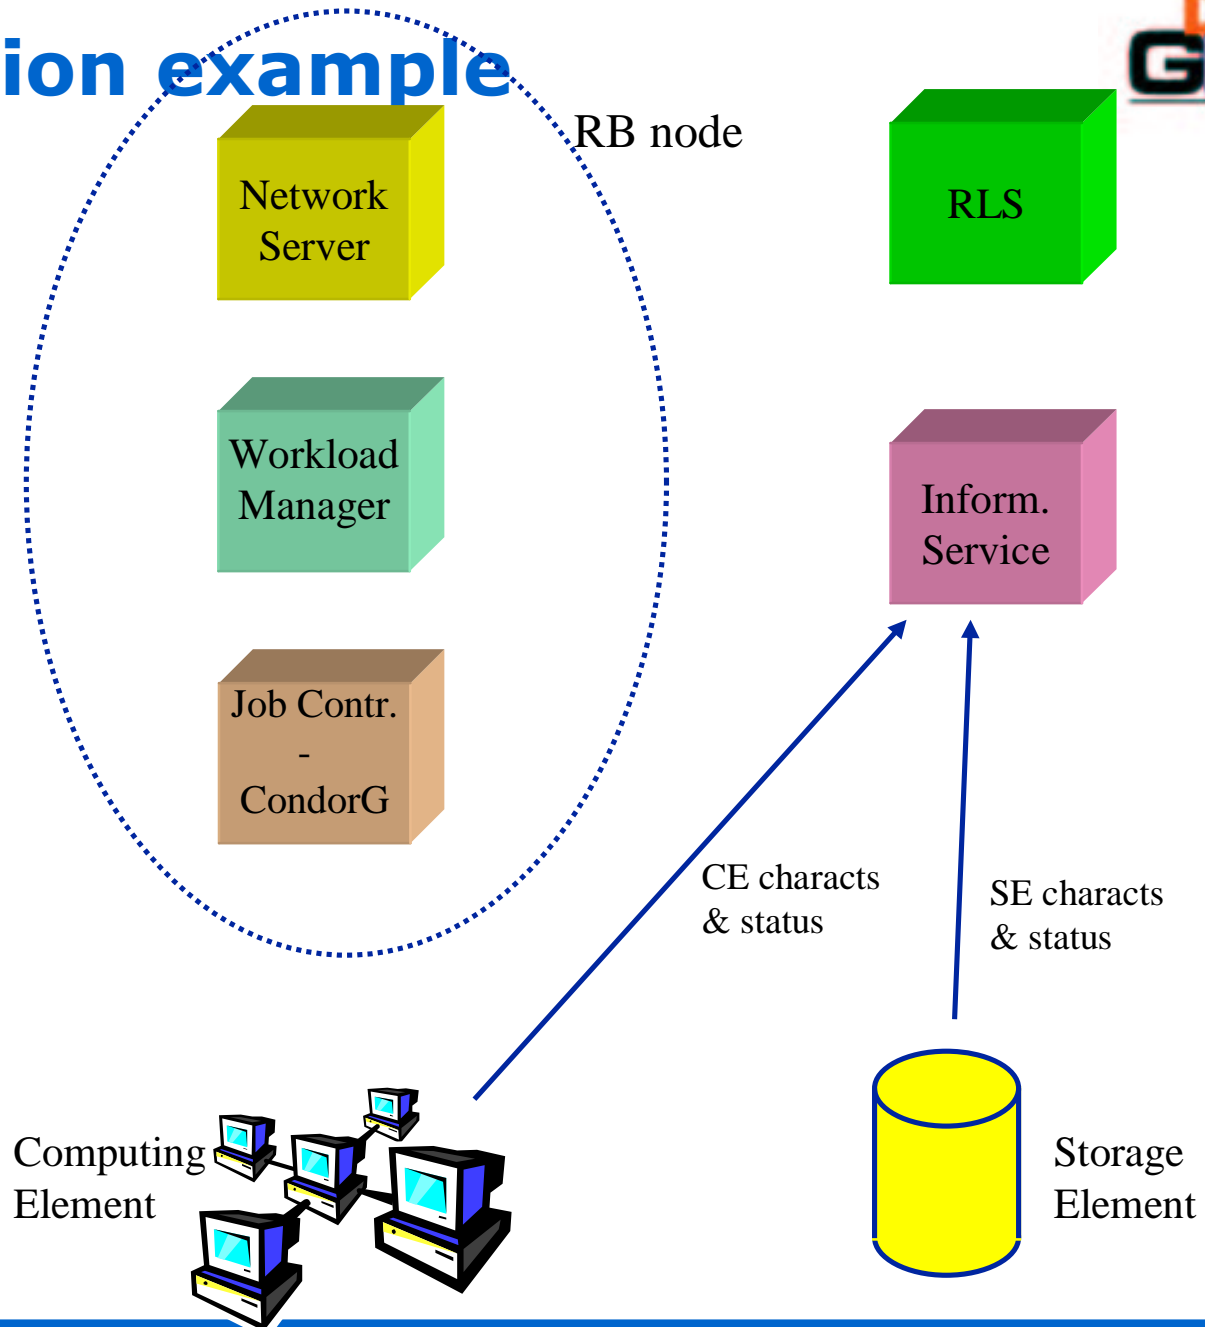 ion example
RB node
Network
Server
RLS
Workload
Manager
Inform.
Service
Job Contr.
-
CondorG
CE characts
& status
SE characts
& status
Computing
Element
Storage
Element